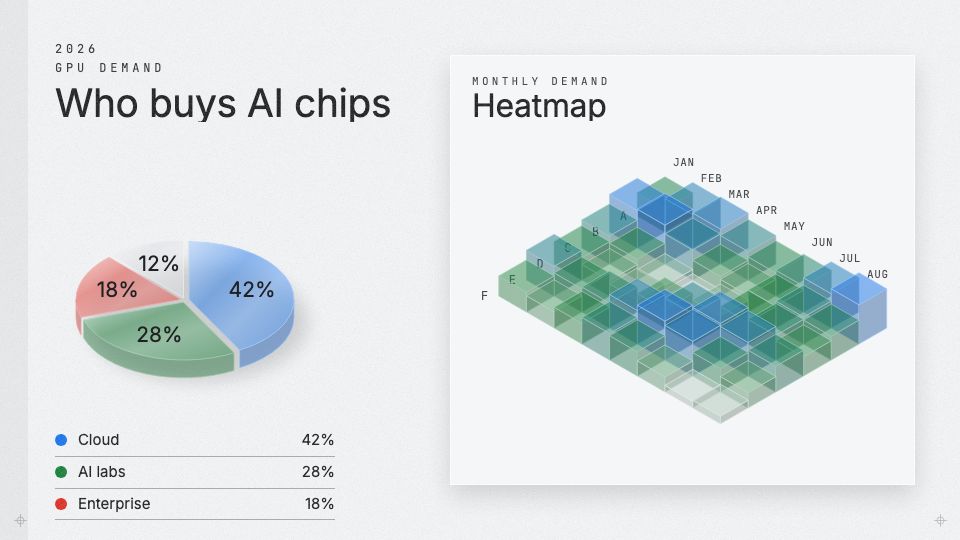 2026
GPU DEMAND
Who buys AI chips
12%
18%
42%
28%
Cloud 42%
AI labs 28%
Enterprise 18%
MONTHLY DEMAND
Heatmap
JAN
FEB
MAR
APR
MAY
JUN
JUL
AUG
A
B
C
D
E
F